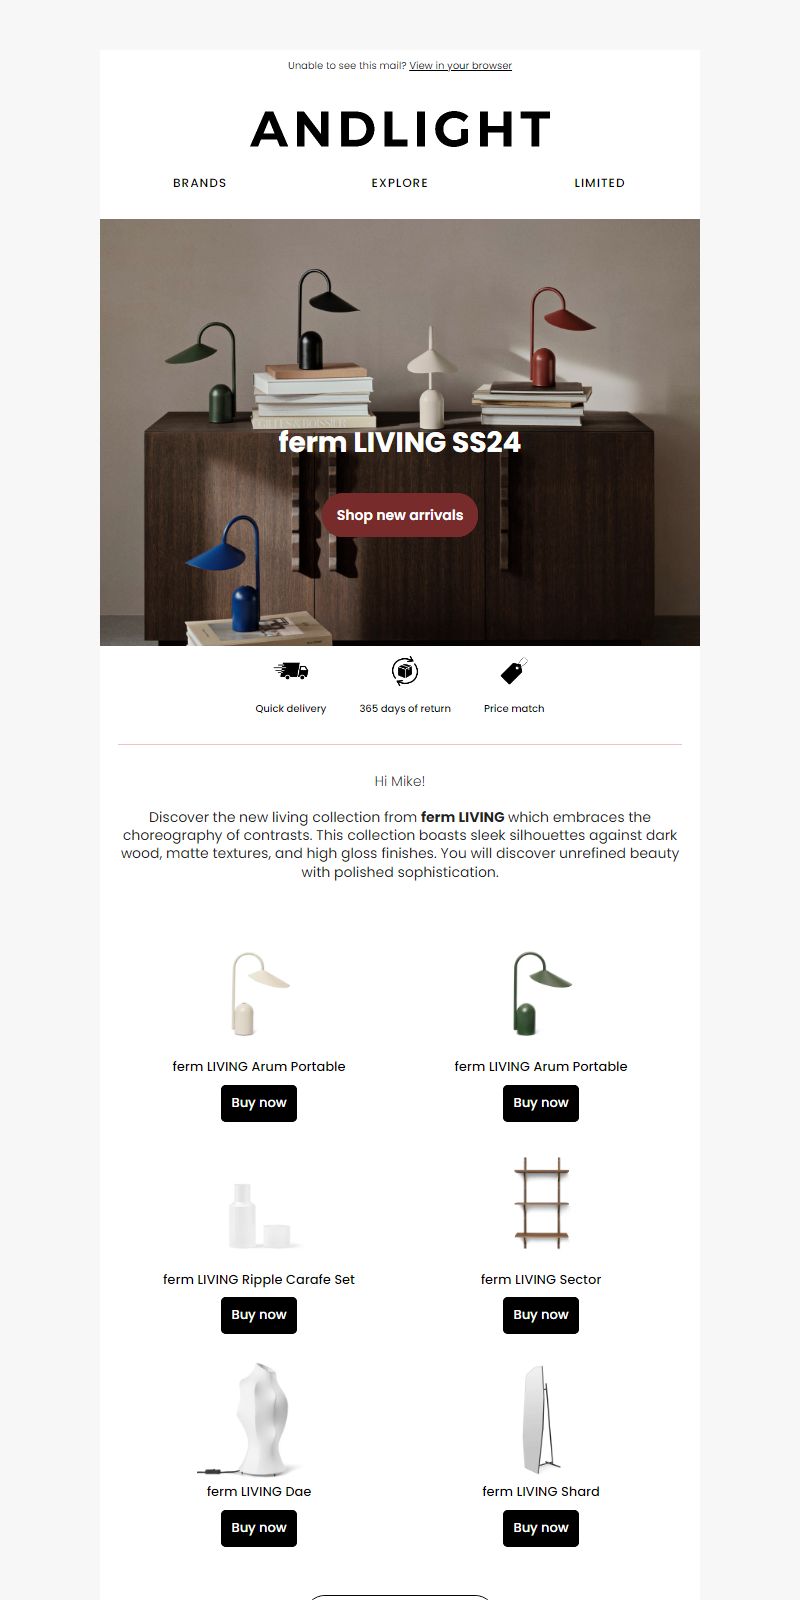 Unable to see this mail? View in your browser
ANDLIGHT
BRANDS
EXPLORE
LIMITED
GILLES & BOISSIER
ferm LIVING SS24
Shop new arrivals
Quick delivery
365 days of return
Price match
Hi Mike!
Discover the new living collection from ferm LIVING which embraces the
choreography of contrasts. This collection boasts sleek silhouettes against dark
wood, matte textures, and high gloss finishes. You will discover unrefined beauty
with polished sophistication.
ferm LIVING Arum Portable
ferm LIVING Arum Portable
Buy now
Buy now
ferm LIVING Ripple Carafe Set
ferm LIVING Sector
Buy now
Buy now
ferm LIVING Dae
ferm LIVING Shard
Buy now
Buy now